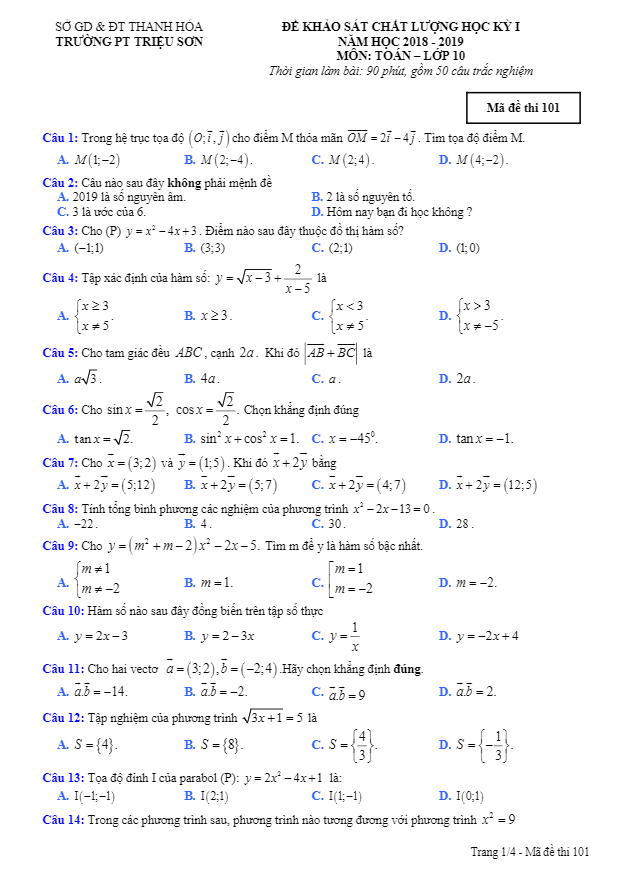 SỞ GD & ĐT THANH HÓA
TRƯỜNG PT TRIỆU SƠN
ĐỀ KHẢO SÁT CHẤT LƯỢNG HỌC KỲ I
NĂM HỌC 2018 - 2019
MÔN: TOÁN – LỚP 10
Thời gian làm bài: 90 phút, gồm 50 câu trắc nghiệm
Mã đề thi 101
Câu 1: Trong hệ trục tọa độ $(O;\vec{i},\vec{j})$ cho điểm M thỏa mãn $\overline{OM}=2\vec{i}-4\vec{j}$. Tìm tọa độ điểm M.
A. M(1;−2) B. M(2;−4). C. M(2;4). D. M(4;−2).
Câu 2: Câu nào sau đây không phải mệnh đề
A. 2019 là số nguyên âm. B. 2 là số nguyên tố.
C. 3 là ước của 6. D. Hôm nay bạn đi học không ?
Câu 3: Cho (P) $y=x^2-4x+3$. Điểm nào sau đây thuộc đồ thị hàm số?
A. (−1;1) B. (3;3) C. (2;1) D. (1;0)
Câu 4: Tập xác định của hàm số: $y=\sqrt{x-3}+\frac{2}{x-5}$ là
A. $\begin{cases}x\geq 3\\x\neq 5\end{cases}$. B. $x\geq 3$. C. $\begin{cases}x<3\\x\neq 5\end{cases}$. D. $\begin{cases}x>3\\x\neq -5\end{cases}$.
Câu 5: Cho tam giác đều ABC, cạnh 2a. Khi đó $|\overline{AB}+\overline{BC}|$ là
A. $a\sqrt{3}$. B. 4a. C. a. D. 2a.
Câu 6: Cho $\sin x=\frac{\sqrt{2}}{2}$, $\cos x=\frac{\sqrt{2}}{2}$. Chọn khẳng định đúng
A. $\tan x=\sqrt{2}$. B. $\sin^2 x+\cos^2 x=1$. C. $x=-45^0$. D. $\tan x=-1$.
Câu 7: Cho $\vec{x}=(3;2)$ và $\vec{y}=(1;5)$. Khi đó $\vec{x}+2\vec{y}$ bằng
A. $\vec{x}+2\vec{y}=(5;12)$ B. $\vec{x}+2\vec{y}=(5;7)$ C. $\vec{x}+2\vec{y}=(4;7)$ D. $\vec{x}+2\vec{y}=(12;5)$
Câu 8: Tính tổng bình phương các nghiệm của phương trình $x^2-2x-13=0$.
A. −22. B. 4. C. 30. D. 28.
Câu 9: Cho $y=(m^2+m-2)x^2-2x-5$. Tìm m để y là hàm số bậc nhất.
A. $\begin{cases}m\neq 1\\m\neq -2\end{cases}$ B. $m=1$. C. $\left[\begin{array}{l}m=1\\m=-2\end{array}\right.$ D. $m=-2$.
Câu 10: Hàm số nào sau đây đồng biến trên tập số thực
A. $y=2x-3$ B. $y=2-3x$ C. $y=\frac{1}{x}$ D. $y=-2x+4$
Câu 11: Cho hai vectơ $\vec{a}=(3;2),\vec{b}=(-2;4)$.Hãy chọn khẳng định đúng.
A. $\vec{a}.\vec{b}=-14$. B. $\vec{a}.\vec{b}=-2$. C. $\vec{a}.\vec{b}=9$ D. $\vec{a}.\vec{b}=2$.
Câu 12: Tập nghiệm của phương trình $\sqrt{3x+1}=5$ là
A. $S=\{4\}$. B. $S=\{8\}$. C. $S=\left\{\frac{4}{3}\right\}$. D. $S=\left\{-\frac{1}{3}\right\}$.
Câu 13: Tọa độ đỉnh I của parabol (P): $y=2x^2-4x+1$ là:
A. I(−1;−1) B. I(2;1) C. I(1;−1) D. I(0;1)
Câu 14: Trong các phương trình sau, phương trình nào tương đương với phương trình $x^2=9$
Trang 1/4 - Mã đề thi 101